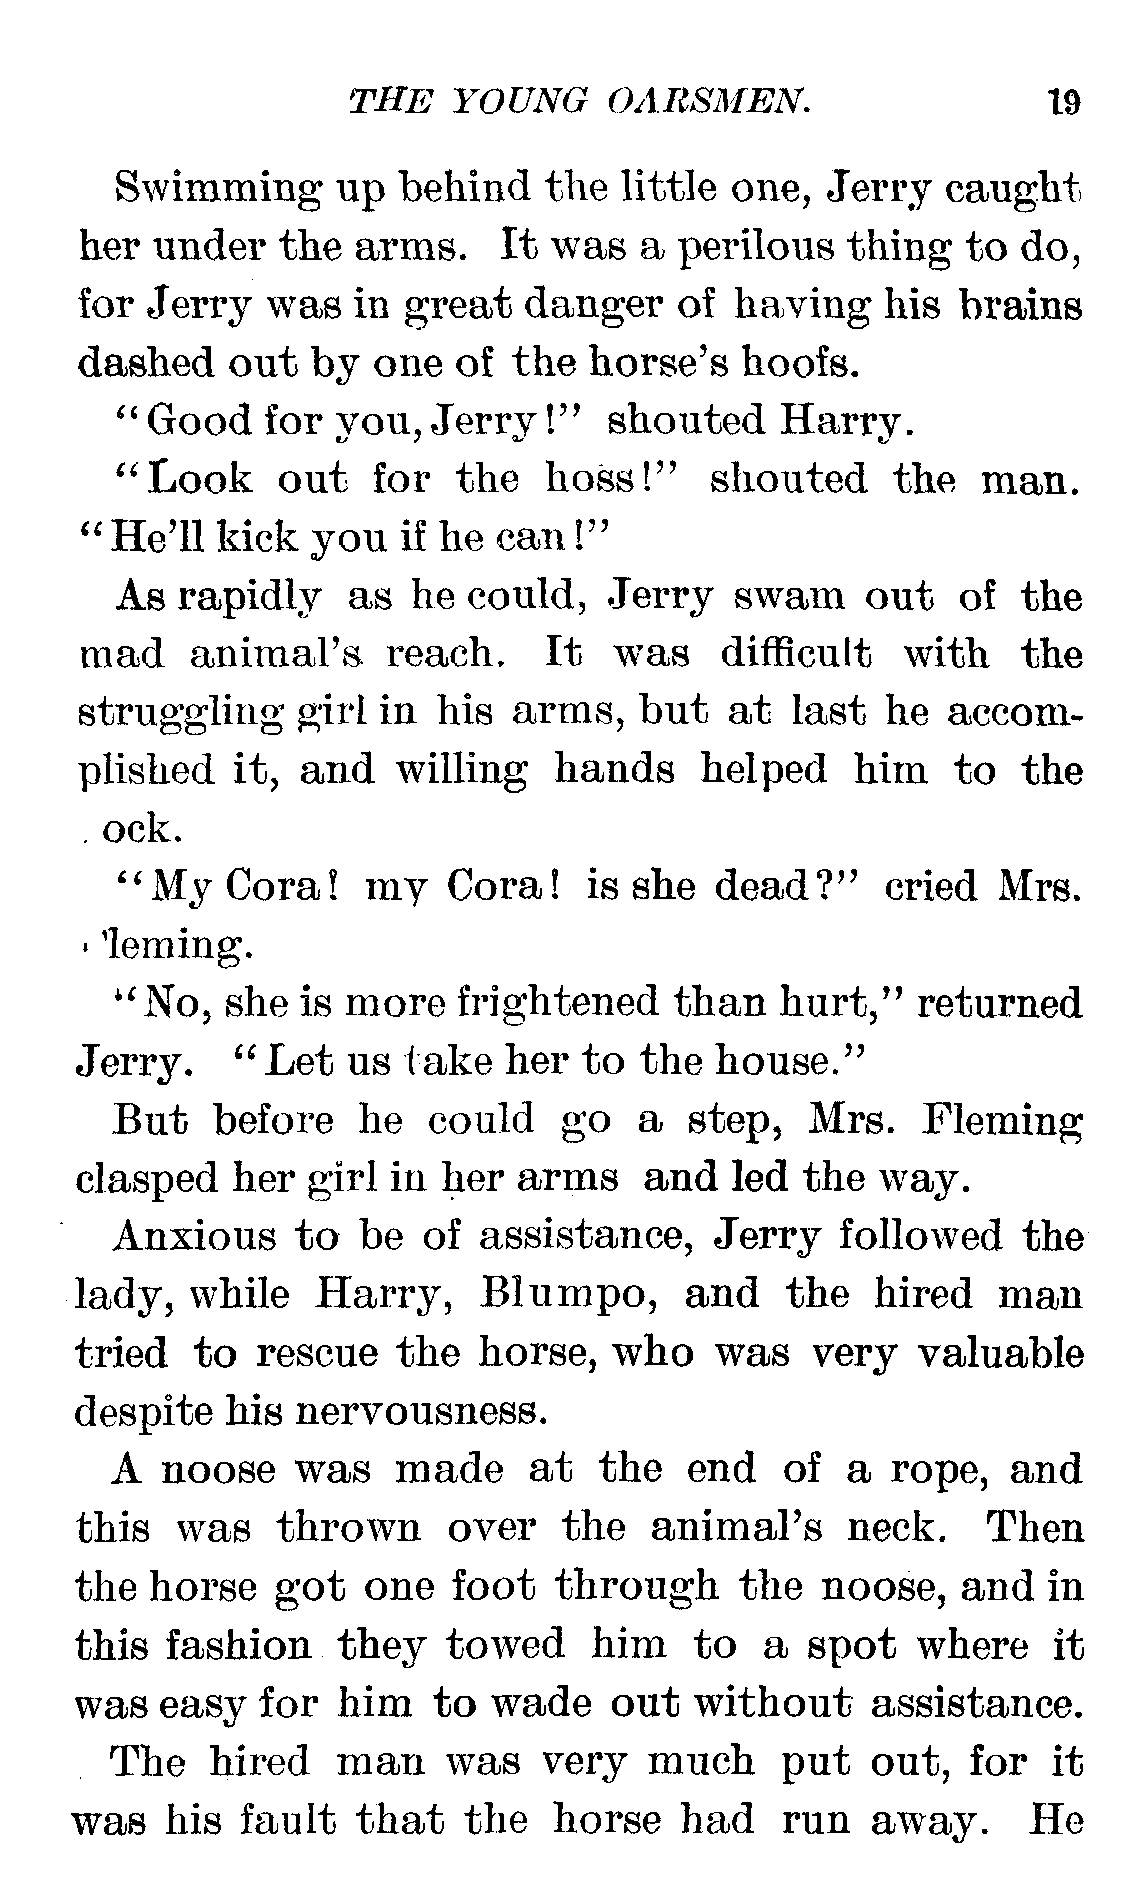 THE YOUNG OARSMEN. 19
Swimming up behind the little one, Jerry caught
her under the arms. It was a perilous thing to do,
for Jerry was in great danger of having his brains
dashed out by one of the horse's hoofs.
"Good for you, Jerry!" shouted Harry.
"Look out for the hoss!" shouted the man.
"He'll kick you if he can!"
As rapidly as he could, Jerry swam out of the
mad animal's reach. It was difficult with the
struggling girl in his arms, but at last he accom-
plished it, and willing hands helped him to the
ock.
"My Cora! my Cora! is she dead?" cried Mrs.
'leming.
"No, she is more frightened than hurt," returned
Jerry. "Let us take her to the house."
But before he could go a step, Mrs. Fleming
clasped her girl in her arms and led the way.
Anxious to be of assistance, Jerry followed the
lady, while Harry, Blumpo, and the hired man
tried to rescue the horse, who was very valuable
despite his nervousness.
A noose was made at the end of a rope, and
this was thrown over the animal's neck. Then
the horse got one foot through the noose, and in
this fashion they towed him to a spot where it
was easy for him to wade out without assistance.
The hired man was very much put out, for it
was his fault that the horse had run away. He